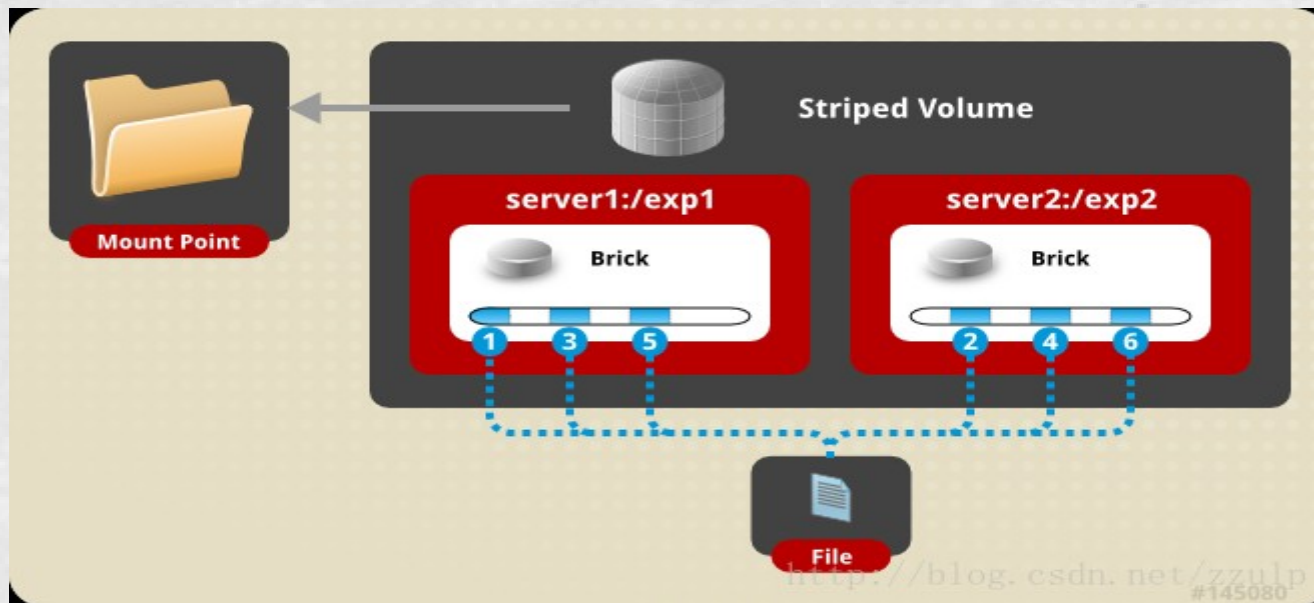 Striped Volume
server1:/exp1
server2:/exp2
Mount Point
Brick
Brick
1
3
5
2
4
6
File
http://blog.csdn.net/zzulp
#145080